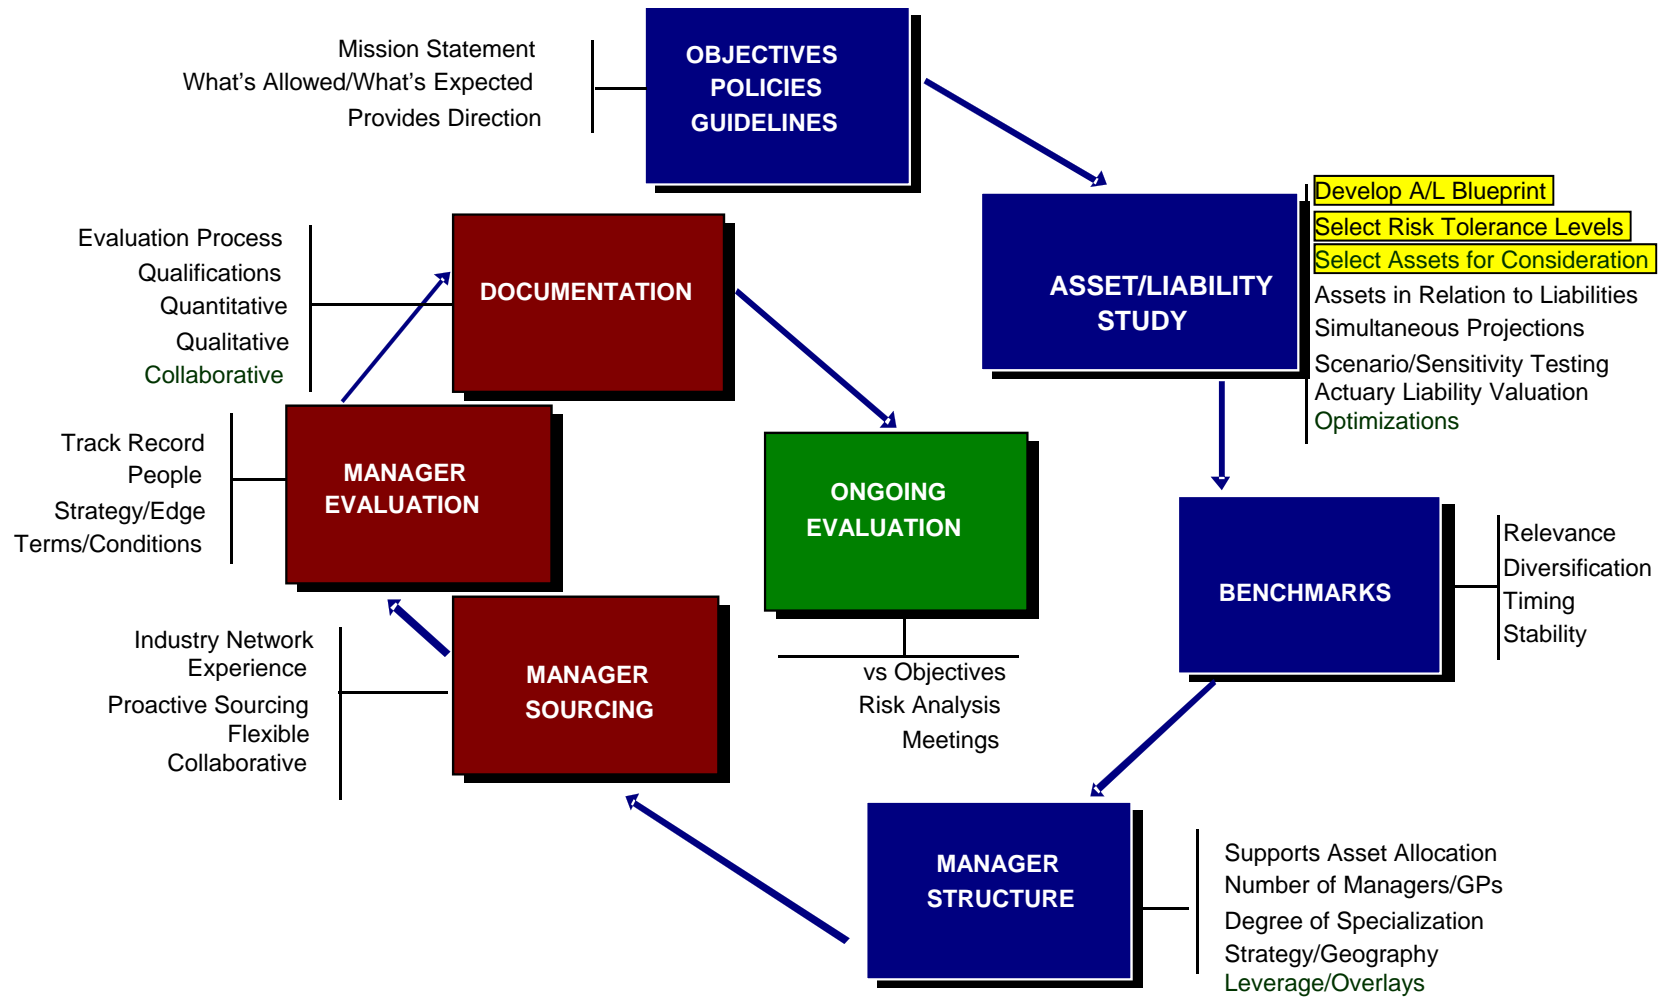 Mission Statement
What's Allowed/What's Expected
Provides Direction
OBJECTIVES
POLICIES
GUIDELINES
ASSET/LIABILITY
STUDY
Develop A/L Blueprint
Select Risk Tolerance Levels
Select Assets for Consideration
Assets in Relation to Liabilities
Simultaneous Projections
Scenario/Sensitivity Testing
Actuary Liability Valuation
Optimizations
BENCHMARKS
Relevance
Diversification
Timing
Stability
MANAGER
STRUCTURE
Supports Asset Allocation
Number of Managers/GPs
Degree of Specialization
Strategy/Geography
Leverage/Overlays
Industry Network
Experience
Proactive Sourcing
Flexible
Collaborative
MANAGER
SOURCING
Track Record
People
Strategy/Edge
Terms/Conditions
MANAGER
EVALUATION
Evaluation Process
Qualifications
Quantitative
Qualitative
Collaborative
DOCUMENTATION
ONGOING
EVALUATION
vs Objectives
Risk Analysis
Meetings